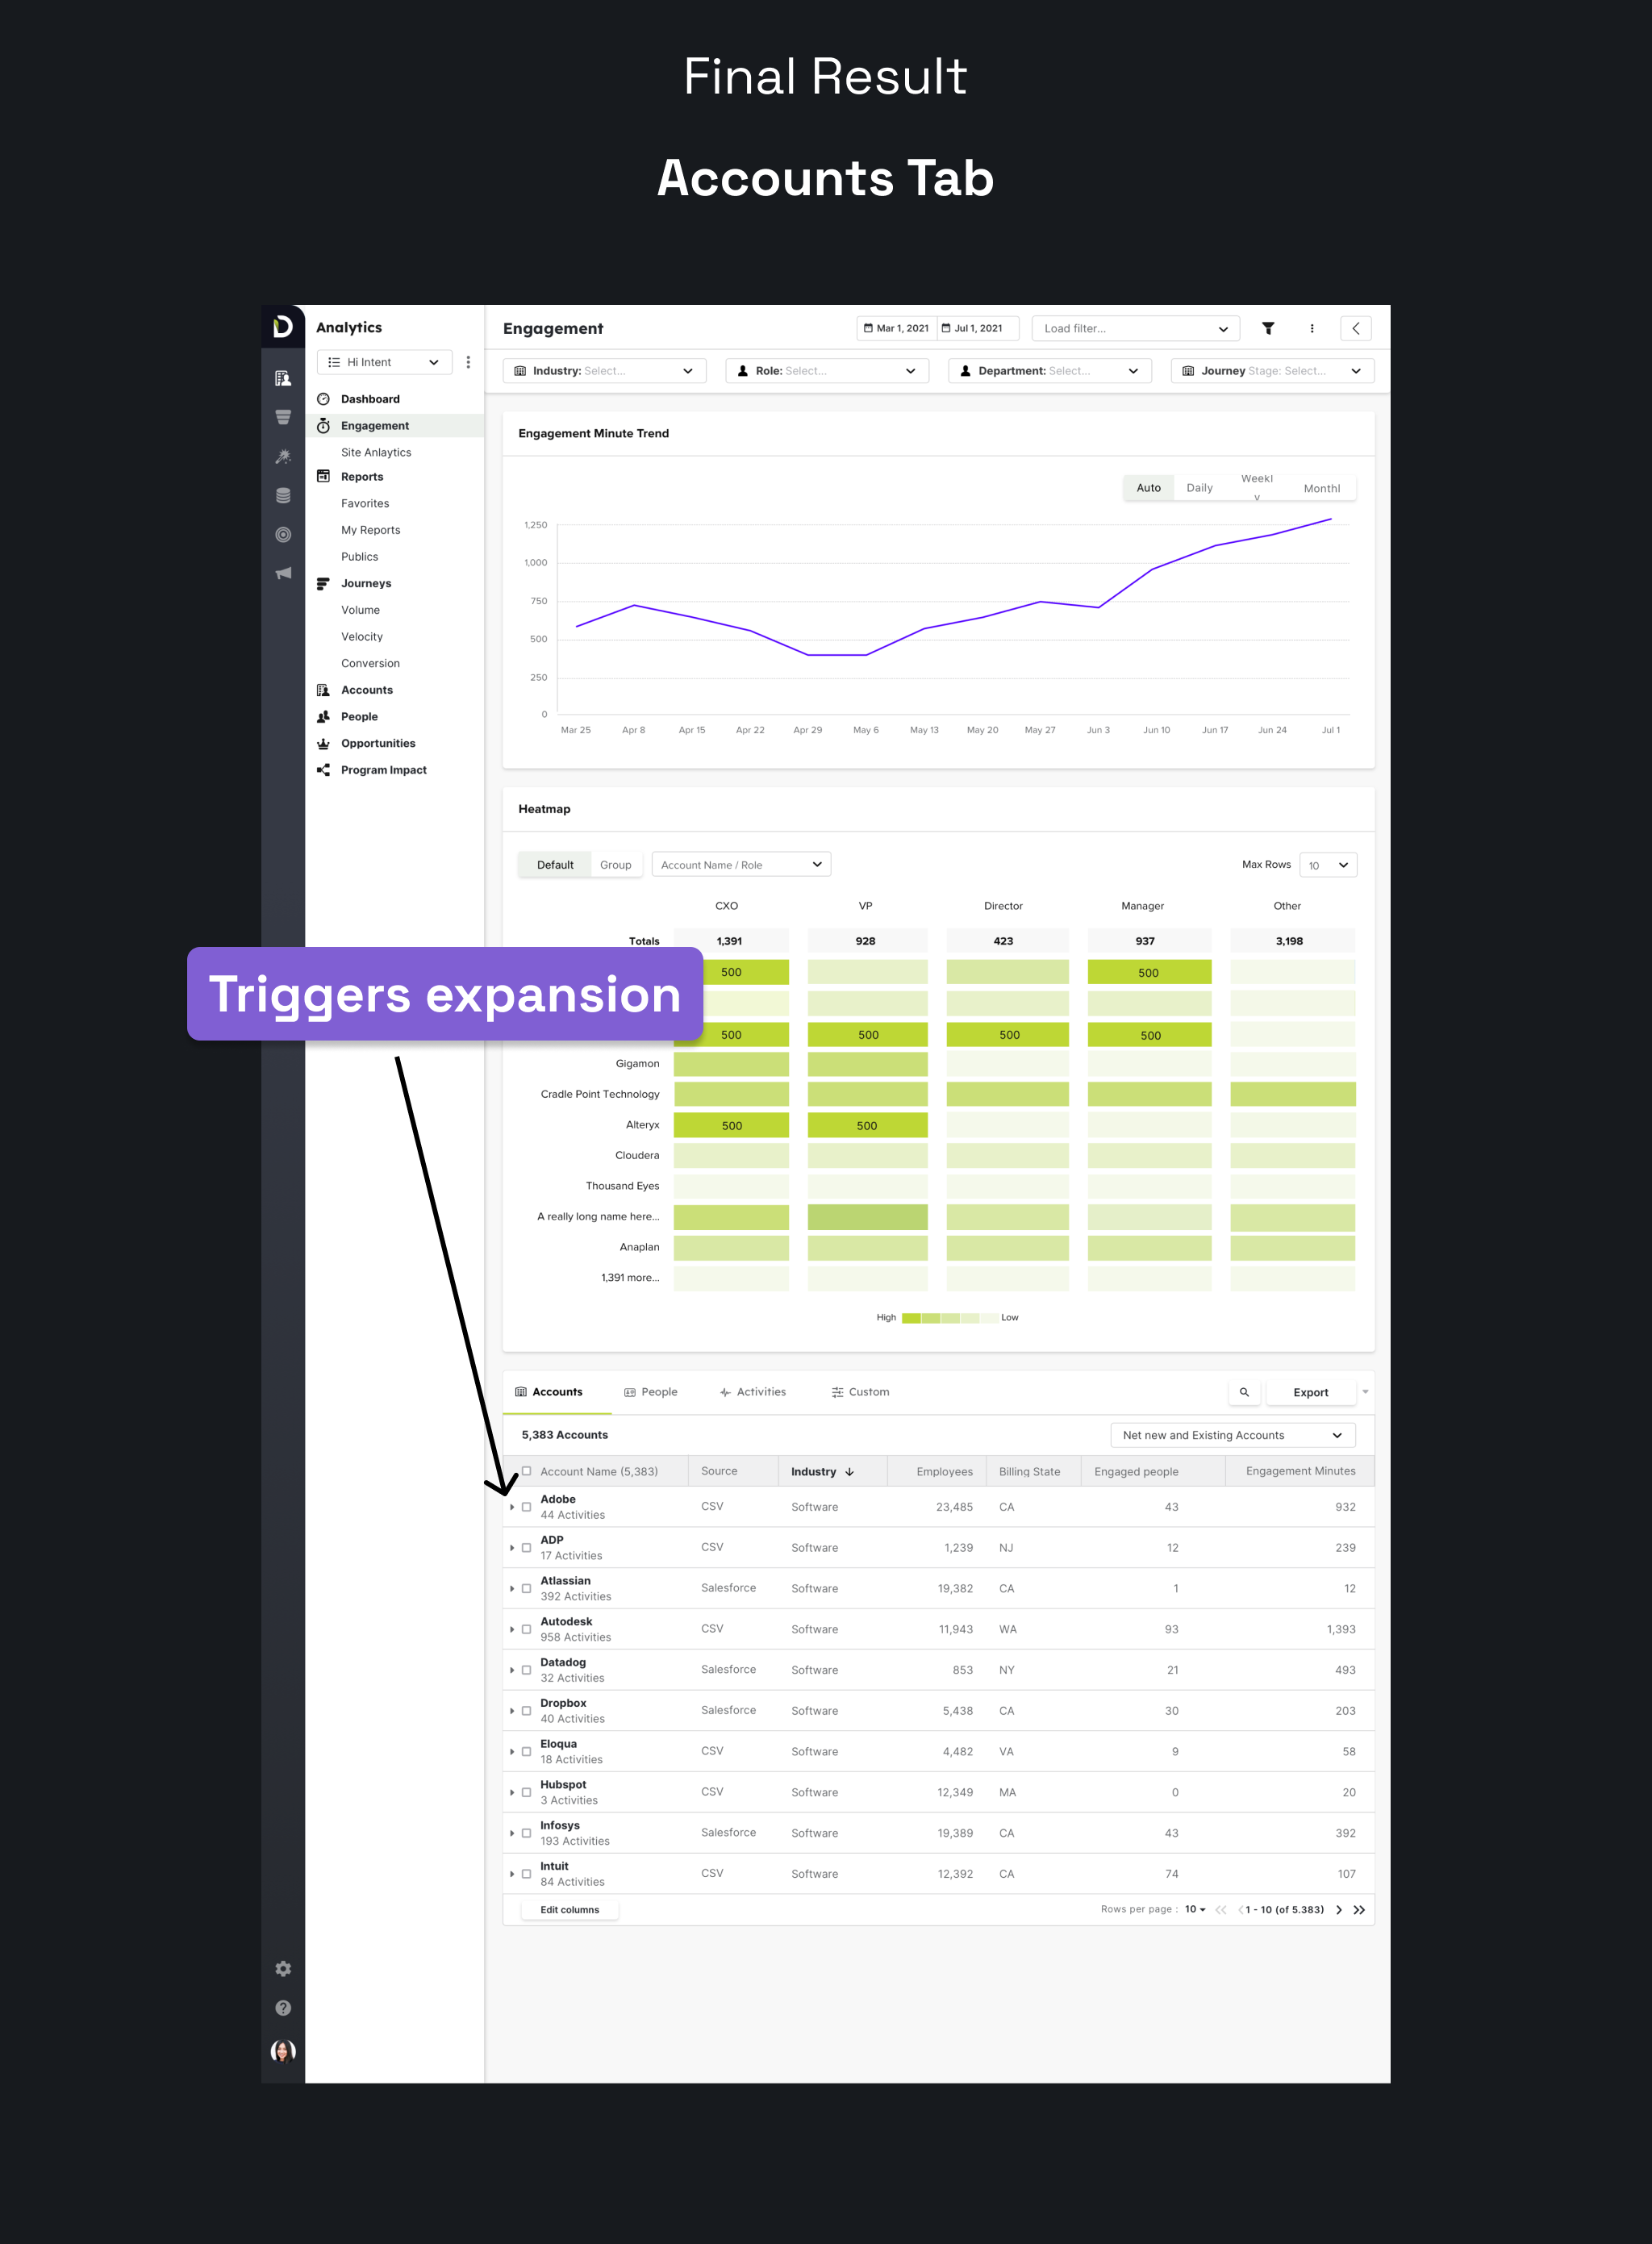 Final Result
Accounts Tab
Analytics
Hi Intent
Dashboard
Engagement
Site Anlaytics
Reports
Favorites
My Reports
Publics
Journeys
Volume
Velocity
Conversion
Accounts
People
Opportunities
Program Impact
Engagement
Mar 1, 2021 Jul 1, 2021 Load filter...
Industry: Select... Role: Select... Department: Select... Journey Stage: Select...
Engagement Minute Trend
Auto Daily Weekl
y Monthl
1,250
1,000
750
500
250
0
Mar 25 Apr 8 Apr 15 Apr 22 Apr 29 May 6 May 13 May 20 May 27 Jun 3 Jun 10 Jun 17 Jun 24 Jul 1
Heatmap
Default Group Account Name / Role Max Rows 10
CXO VP Director Manager Other
Totals 1,391 928 423 937 3,198
500 500
Triggers expansion
500 500 500 500
Gigamon
Cradle Point Technology
Alteryx 500 500
Cloudera
Thousand Eyes
A really long name here...
Anaplan
1,391 more...
High Low
Accounts People Activities Custom Export
5,383 Accounts Net new and Existing Accounts
Account Name (5,383) Source Industry Employees Billing State Engaged people Engagement Minutes
Adobe
44 Activities CSV Software 23,485 CA 43 932
ADP
17 Activities CSV Software 1,239 NJ 12 239
Atlassian
392 Activities Salesforce Software 19,382 CA 1 12
Autodesk
958 Activities CSV Software 11,943 WA 93 1,393
Datadog
32 Activities Salesforce Software 853 NY 21 493
Dropbox
40 Activities Salesforce Software 5,438 CA 30 203
Eloqua
18 Activities CSV Software 4,482 VA 9 58
Hubspot
3 Activities CSV Software 12,349 MA 0 20
Infosys
193 Activities Salesforce Software 19,389 CA 43 392
Intuit
84 Activities CSV Software 12,392 CA 74 107
Edit columns Rows per page : 10 1 - 10 (of 5.383)